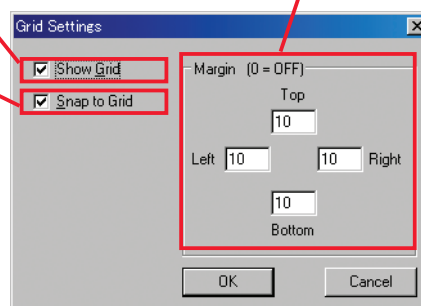 Grid Settings
Show Grid
Snap to Grid
Margin (0 = OFF)
Top
10
Left 10 10 Right
10
Bottom
OK Cancel